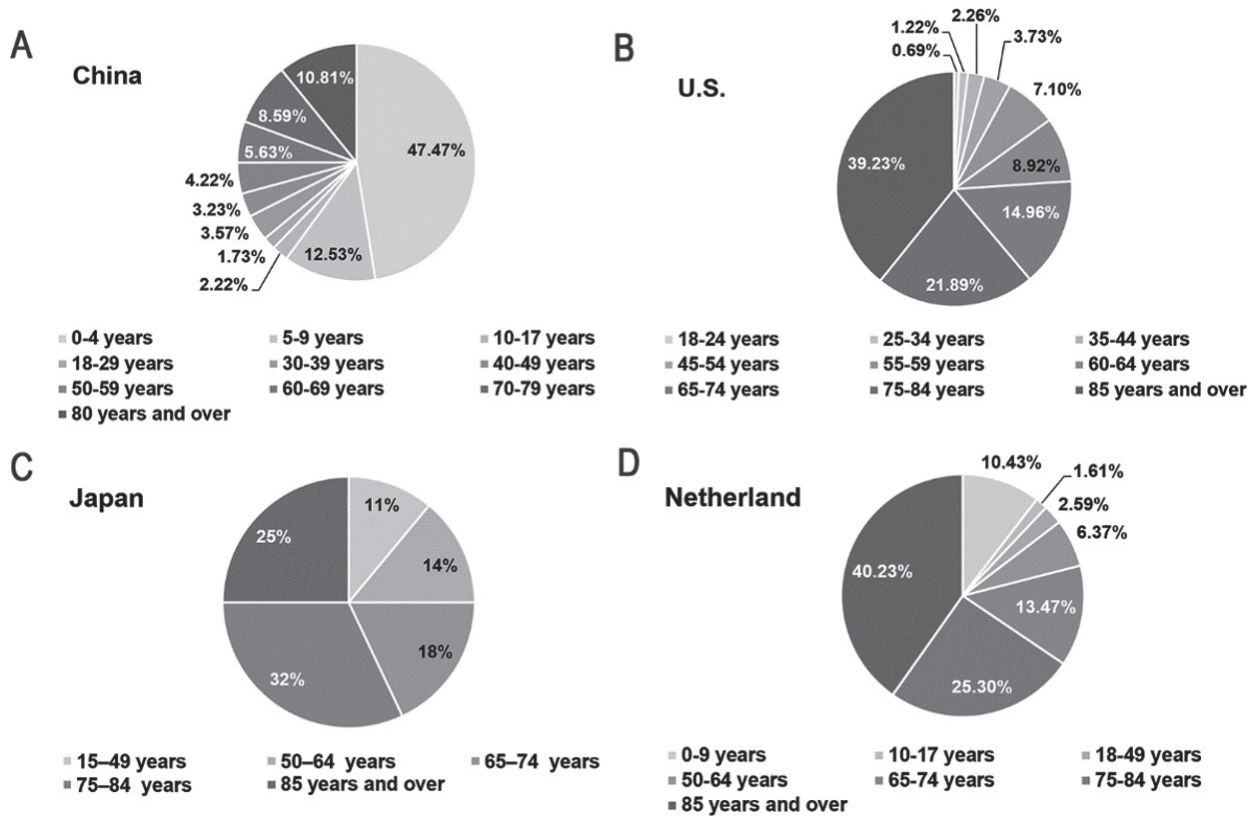 A
China
10.81%
8.59%
5.63%
4.22%
3.23%
3.57%
1.73%
2.22%
12.53%
47.47%
0-4 years 5-9 years 10-17 years
18-29 years 30-39 years 40-49 years
50-59 years 60-69 years 70-79 years
80 years and over
B
U.S.
2.26%
1.22%
3.73%
0.69%
7.10%
39.23%
8.92%
14.96%
21.89%
18-24 years 25-34 years 35-44 years
45-54 years 55-59 years 60-64 years
65-74 years 75-84 years 85 years and over
C
Japan
11%
25%
14%
18%
32%
15–49 years 50–64 years 65–74 years
75–84 years 85 years and over
D
Netherland
10.43%
1.61%
2.59%
6.37%
40.23%
13.47%
25.30%
0-9 years 10-17 years 18-49 years
50-64 years 65-74 years 75-84 years
85 years and over